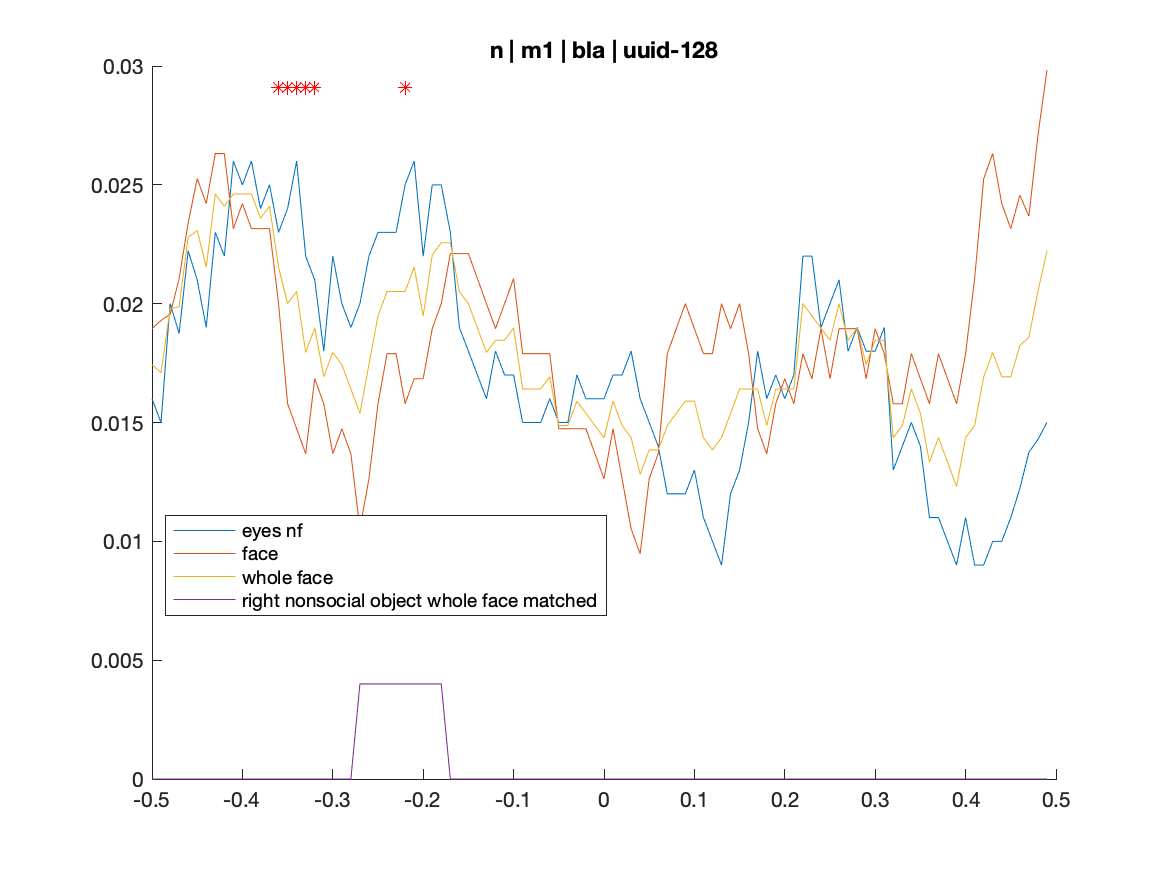 n | m1 | bla | uuid-128
0.03
0.025
0.02
0.015
0.01
0.005
0
eyes nf
face
whole face
right nonsocial object whole face matched
-0.5 -0.4 -0.3 -0.2 -0.1 0 0.1 0.2 0.3 0.4 0.5